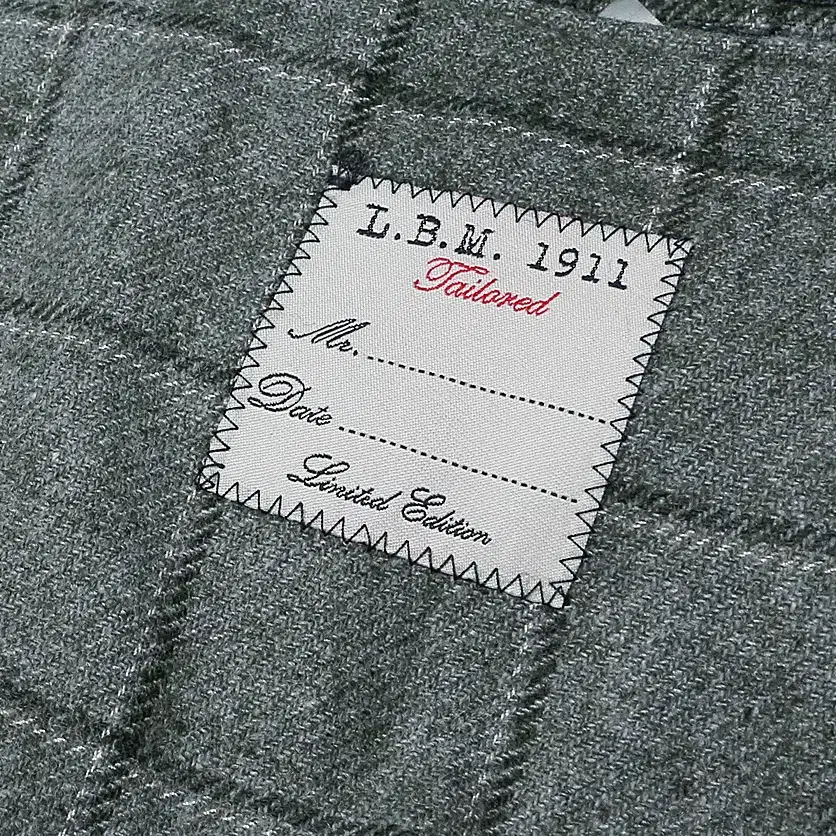 L.B.M. 1911
Tailored
Mr.
Date
Limited Edition